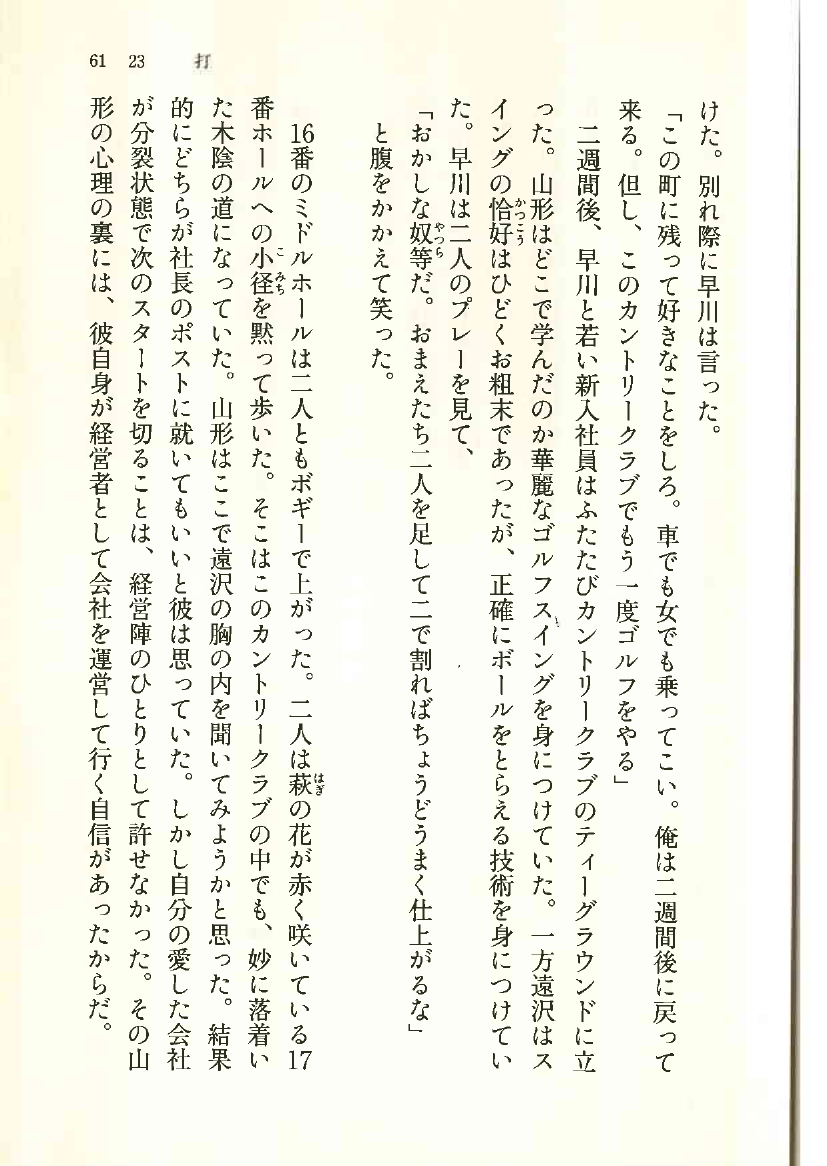 61　23　打
けた。別れ際に早川は言った。
「この町に残って好きなことをしろ。車でも女でも乗ってこい。俺は二週間後に戻って
来る。但し、このカントリークラブでもう一度ゴルフをやる」
二週間後、早川と若い新入社員はふたたびカントリークラブのティーグラウンドに立
った。山形はどこで学んだのか華麗なゴルフスイングを身につけていた。一方遠沢はス
イングの恰好はひどくお粗末であったが、正確にボールをとらえる技術を身につけてい
た。早川は二人のプレーを見て、
「おかしな奴等だ。おまえたち二人を足して二で割ればちょうどうまく仕上がるな」
と腹をかかえて笑った。
16番のミドルホールは二人ともボギーで上がった。二人は萩の花が赤く咲いている17
番ホールへの小径を黙って歩いた。そこはこのカントリークラブの中でも、妙に落着い
た木陰の道になっていた。山形はここで遠沢の胸の内を聞いてみようかと思った。結果
的にどちらが社長のポストに就いてもいいと彼は思っていた。しかし自分の愛した会社
が分裂状態で次のスタートを切ることは、経営陣のひとりとして許せなかった。その山
形の心理の裏には、彼自身が経営者として会社を運営して行く自信があったからだ。